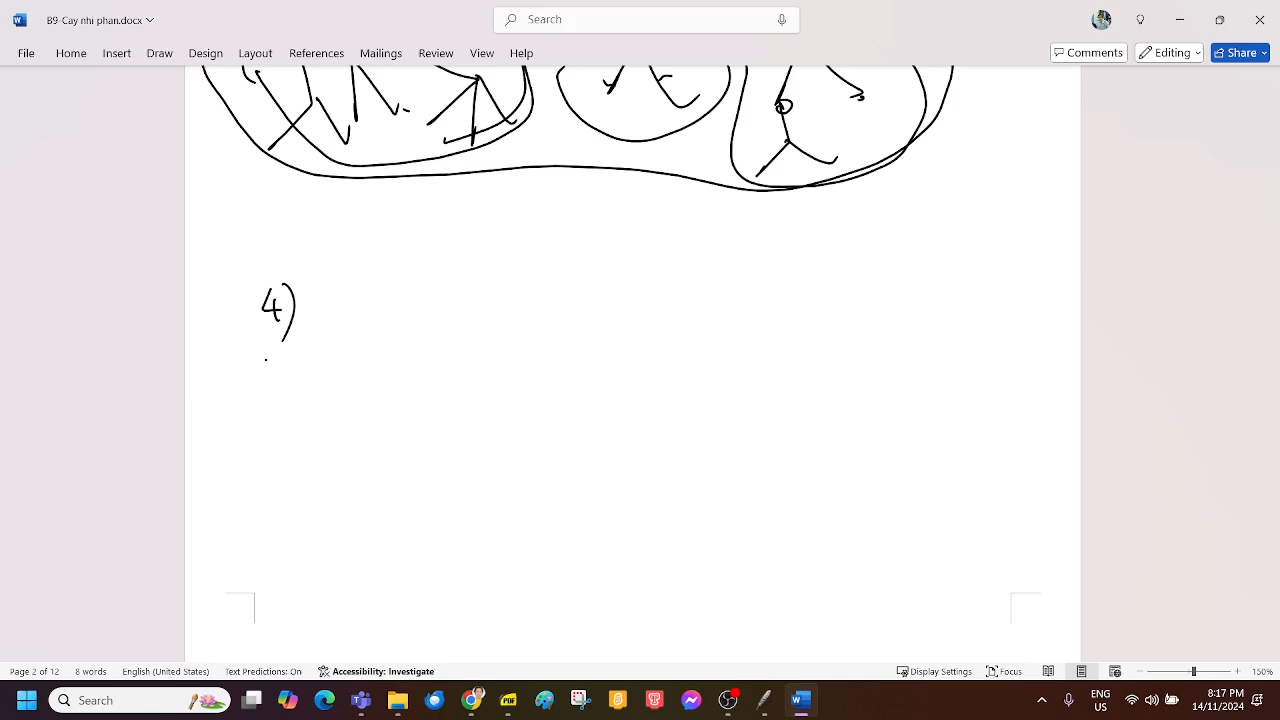 B9-Cay nhi phan.docx
Search
File Home Insert Draw Design Layout References Mailings Review View Help
Comments Editing Share
4)
Page 2 of 12 8 words English (United States) Text Predictions: On Accessibility: Investigate Display Settings Focus 150%
Search
ENG
US
8:17 PM
14/11/2024